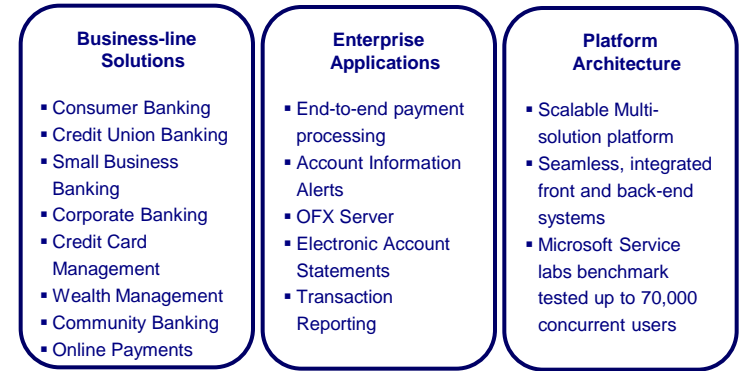 Business-line
Solutions
▪ Consumer Banking
▪ Credit Union Banking
▪ Small Business
Banking
▪ Corporate Banking
▪ Credit Card
Management
▪ Wealth Management
▪ Community Banking
▪ Online Payments
Enterprise
Applications
▪ End-to-end payment
processing
▪ Account Information
Alerts
▪ OFX Server
▪ Electronic Account
Statements
▪ Transaction
Reporting
Platform
Architecture
▪ Scalable Multi-
solution platform
▪ Seamless, integrated
front and back-end
systems
▪ Microsoft Service
labs benchmark
tested up to 70,000
concurrent users